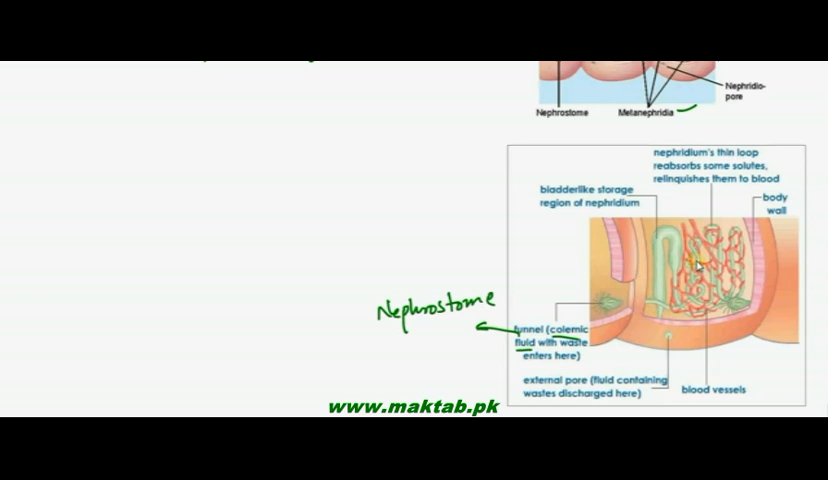 Nephridio-
pore
Nephrostome
Metanephridia
nephridium's thin loop
reabsorbs some solutes,
relinquishes them to blood
bladderlike storage
region of nephridium
body
wall
Nephrostome
funnel (colemic
fluid with waste
enters here)
external pore (fluid containing
wastes discharged here)
blood vessels
www.maktab.pk